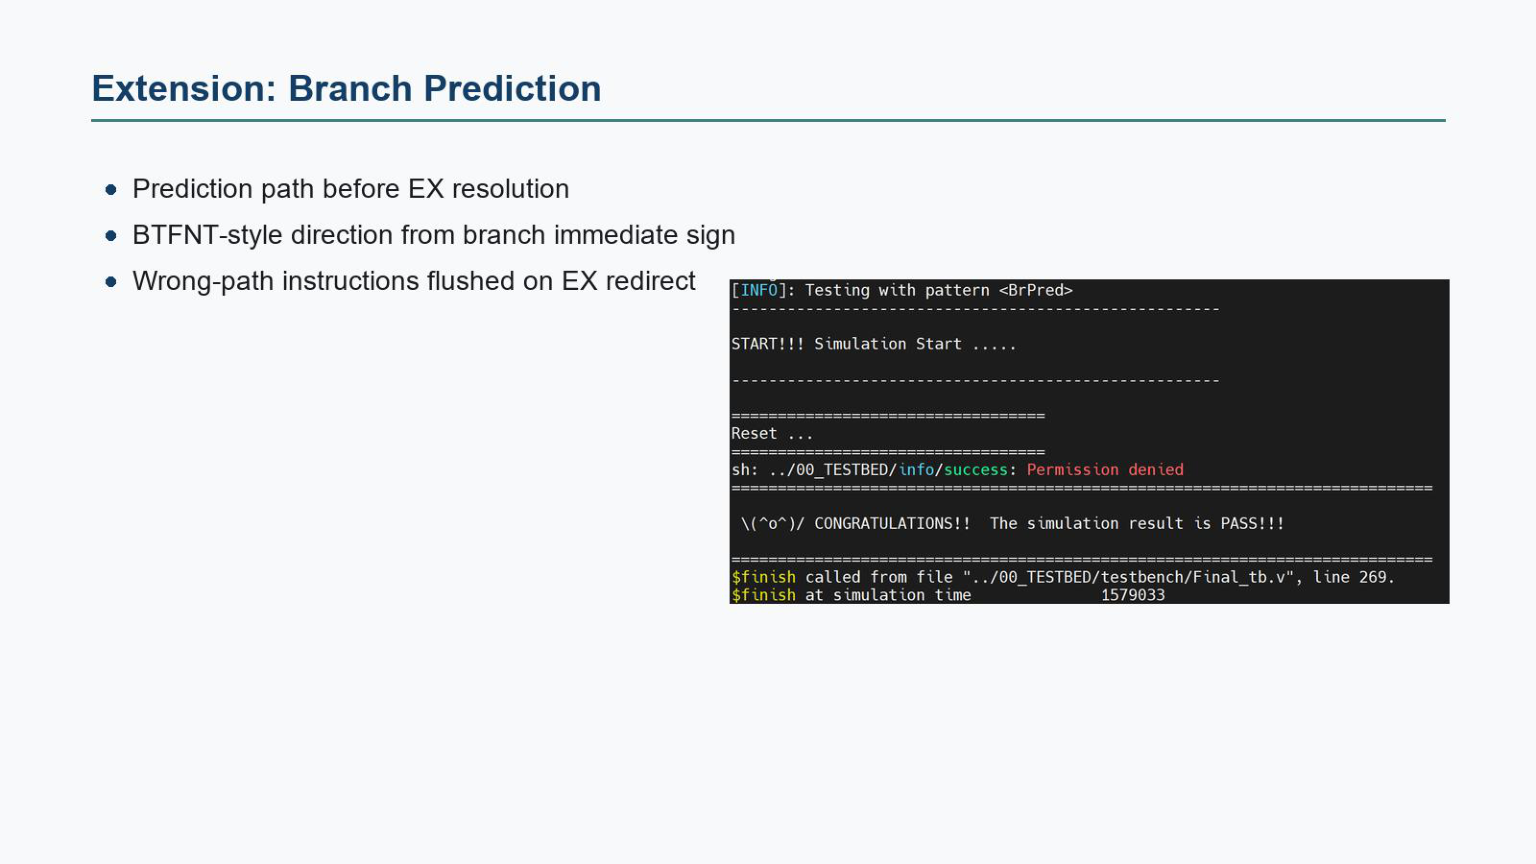 Extension: Branch Prediction
Prediction path before EX resolution
BTFNT-style direction from branch immediate sign
Wrong-path instructions flushed on EX redirect
[INFO]: Testing with pattern <BrPred>
-----------------------------------------------------
START!!! Simulation Start .....
-----------------------------------------------------
==================================
Reset ...
==================================
sh: ../00_TESTBED/info/success: Permission denied
============================================================================
\(^o^)/ CONGRATULATIONS!!  The simulation result is PASS!!!
============================================================================
$finish called from file "../00_TESTBED/testbench/Final_tb.v", line 269.
$finish at simulation time              1579033